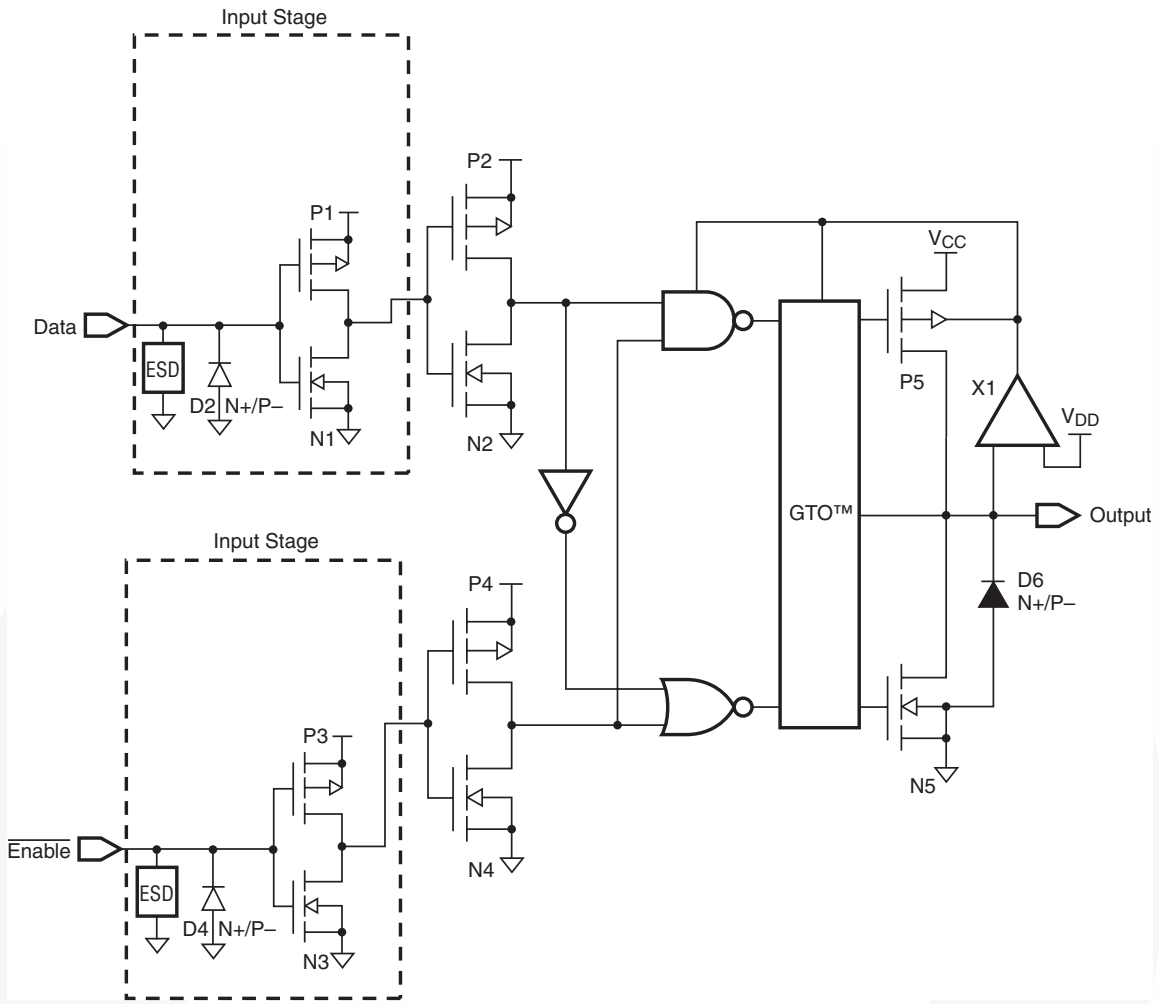 Input Stage
P2
P1
VCC
Data
ESD
P5
X1
VDD
D2 N+/P–
N1
N2
GTO™
Output
Input Stage
D6
N+/P–
P4
P3
N5
Enable
ESD
N4
D4 N+/P–
N3